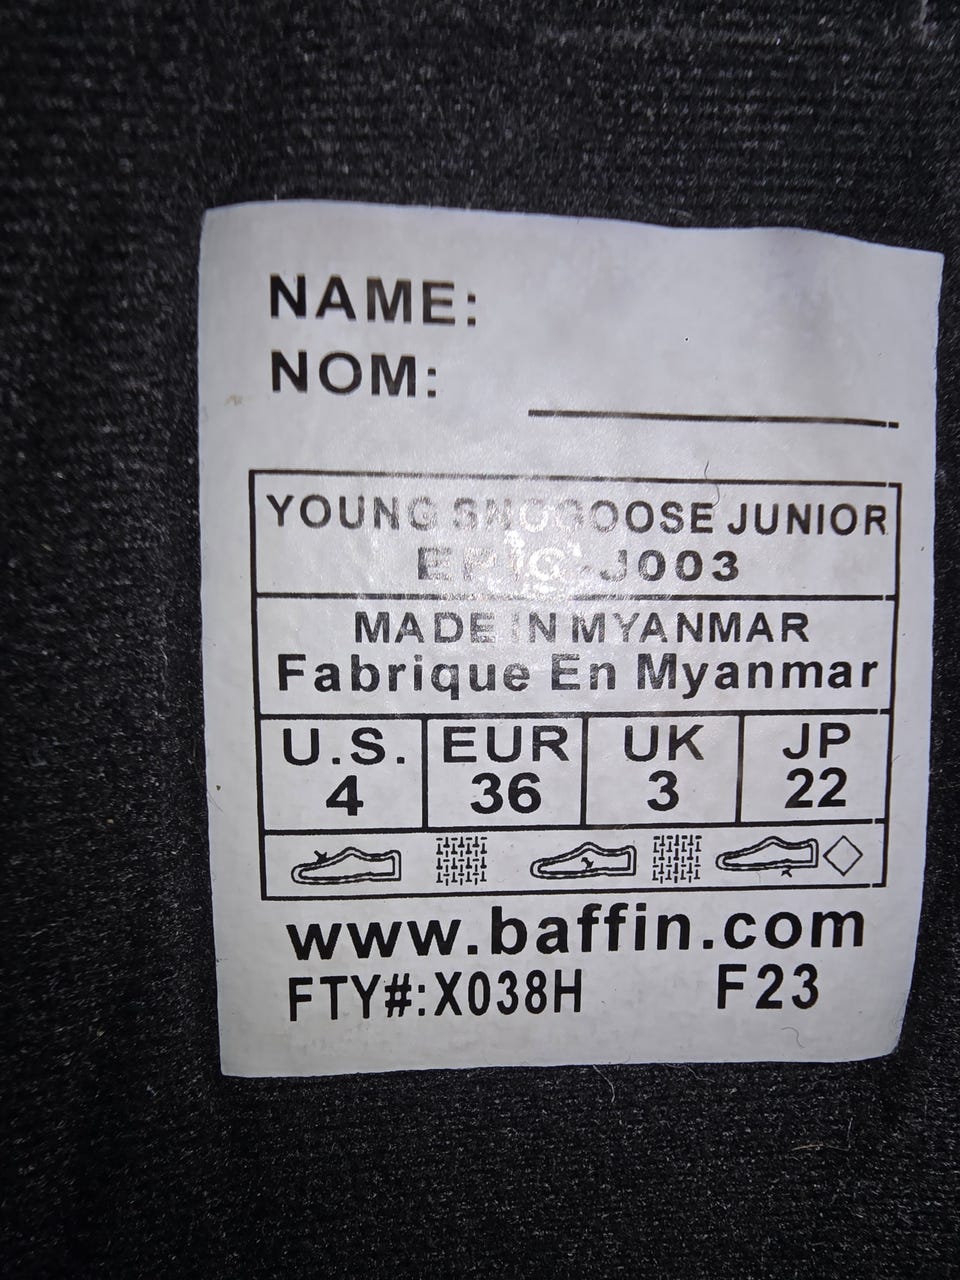 NAME:
NOM:
YOUNG SNOGOOSE JUNIOR
EPIC-J003
MADE IN MYANMAR
Fabrique En Myanmar
U.S. EUR UK JP
4 36 3 22
www.baffin.com
FTY#:X038H F23